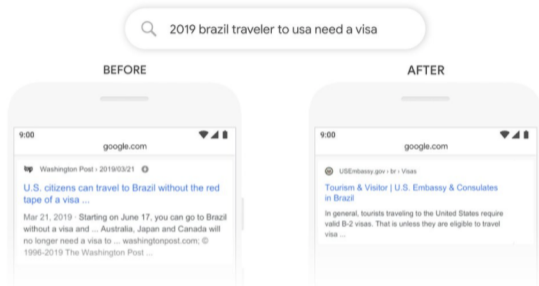 2019 brazil traveler to usa need a visa
BEFORE
9:00
google.com
wp Washington Post › 2019/03/21
U.S. citizens can travel to Brazil without the red
tape of a visa ...
Mar 21, 2019 · Starting on June 17, you can go to Brazil
without a visa and ... Australia, Japan and Canada will
no longer need a visa to ... washingtonpost.com; ©
1996-2019 The Washington Post ...
AFTER
9:00
google.com
USEmbassy.gov › br › Visas
Tourism & Visitor | U.S. Embassy & Consulates
in Brazil
In general, tourists traveling to the United States require
valid B-2 visas. That is unless they are eligible to travel
visa ...